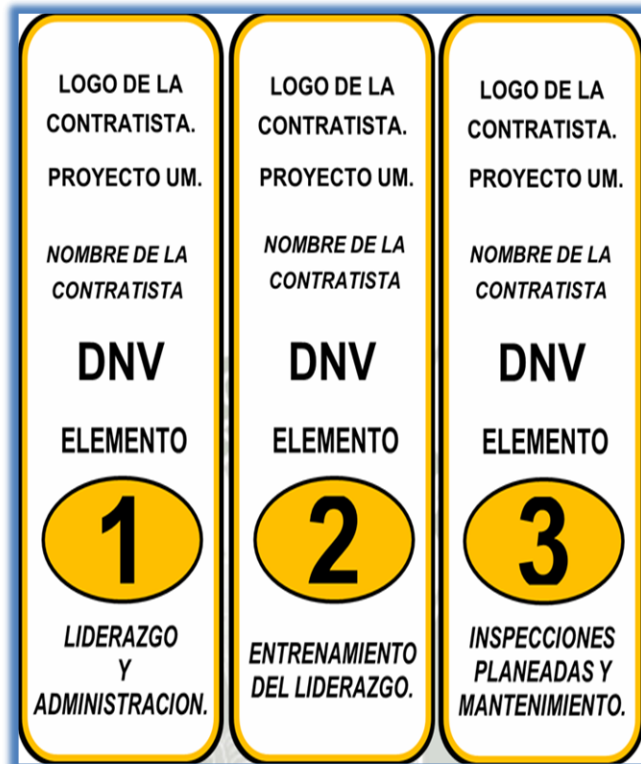 LOGO DE LA
CONTRATISTA.
PROYECTO UM.
NOMBRE DE LA
CONTRATISTA
DNV
ELEMENTO
1
LIDERAZGO
Y
ADMINISTRACION.
LOGO DE LA
CONTRATISTA.
PROYECTO UM.
NOMBRE DE LA
CONTRATISTA
DNV
ELEMENTO
2
ENTRENAMIENTO
DEL LIDERAZGO.
LOGO DE LA
CONTRATISTA.
PROYECTO UM.
NOMBRE DE LA
CONTRATISTA
DNV
ELEMENTO
3
INSPECCIONES
PLANEADAS Y
MANTENIMIENTO.